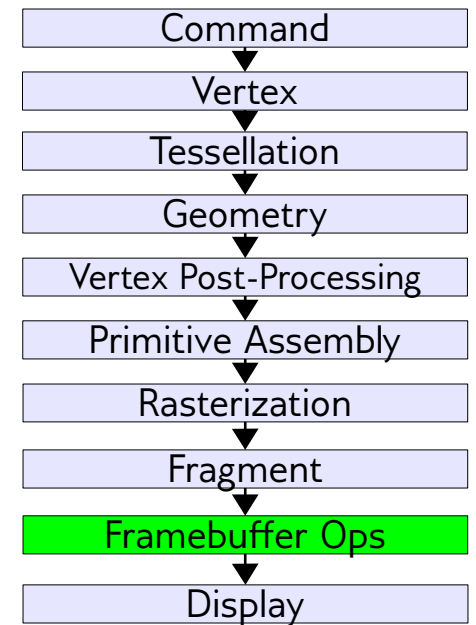 Command
Vertex
Tessellation
Geometry
Vertex Post-Processing
Primitive Assembly
Rasterization
Fragment
Framebuffer Ops
Display